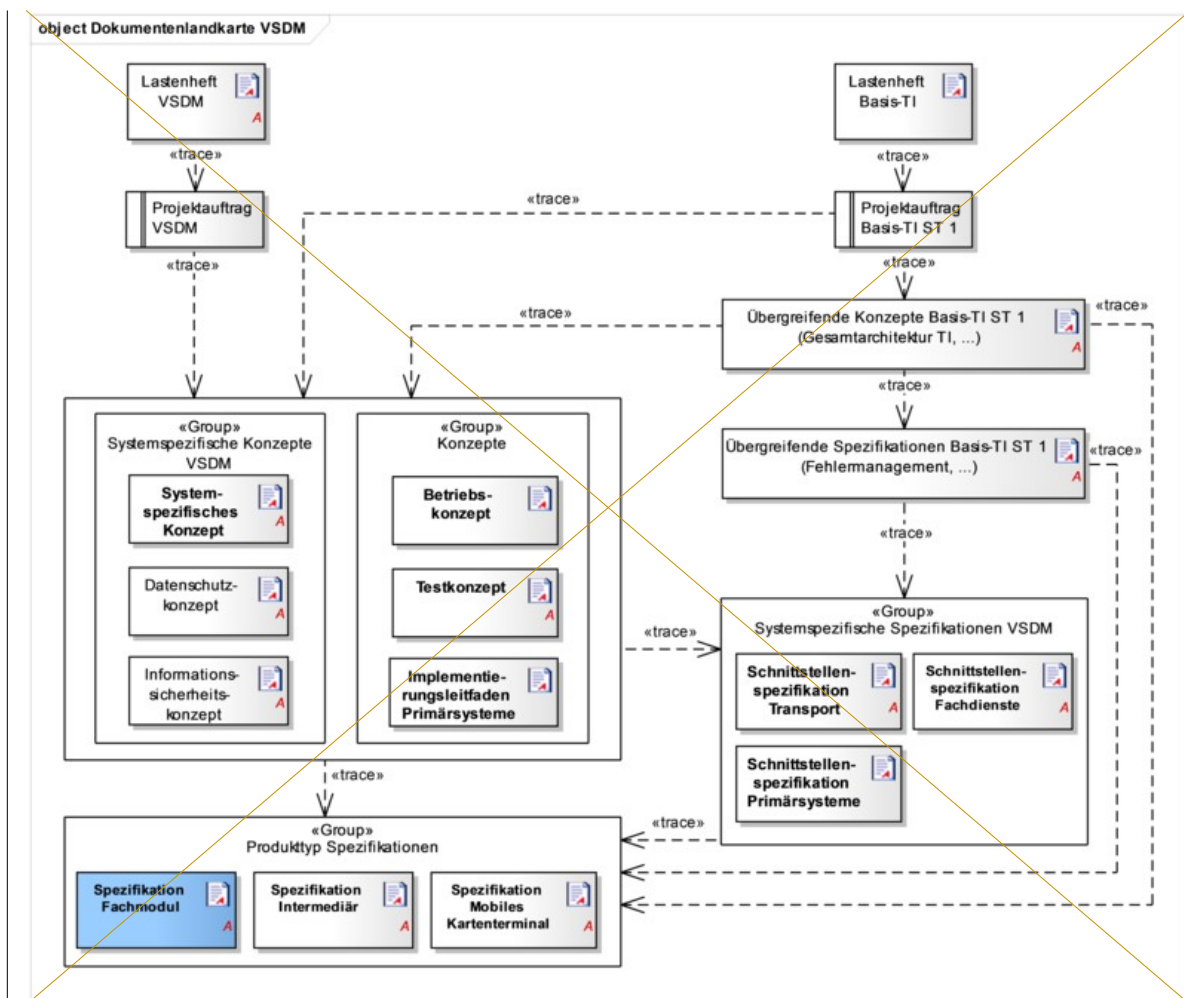 object Dokumentenlandkarte VSDM
Lastenheft
VSDM
A
Lastenheft
Basis-TI
«trace»
«trace»
Projektauftrag
VSDM
«trace»
Projektauftrag
Basis-TI ST 1
«trace»
«trace»
«trace»
Übergreifende Konzepte Basis-TI ST 1
(Gesamtarchitektur TI, ...)
A
«trace»
«trace»
«Group»
Systemspezifische Konzepte
VSDM
System-
spezifisches
Konzept
A
Datenschutz-
konzept
A
Informations-
sicherheits-
konzept
A
«Group»
Konzepte
Betriebs-
konzept
Testkonzept
A
Implementie-
rungsleitfaden
Primärsysteme
Übergreifende Spezifikationen Basis-TI ST 1
(Fehlermanagement, ...)
A
«trace»
«trace»
«trace»
«Group»
Systemspezifische Spezifikationen VSDM
Schnittstellen-
spezifikation
Transport
A
Schnittstellen-
spezifikation
Fachdienste
A
Schnittstellen-
spezifikation
Primärsysteme
«trace»
«trace»
«Group»
Produkttyp Spezifikationen
Spezifikation
Fachmodul
A
Spezifikation
Intermediär
A
Spezifikation
Mobiles
Kartenterminal
A